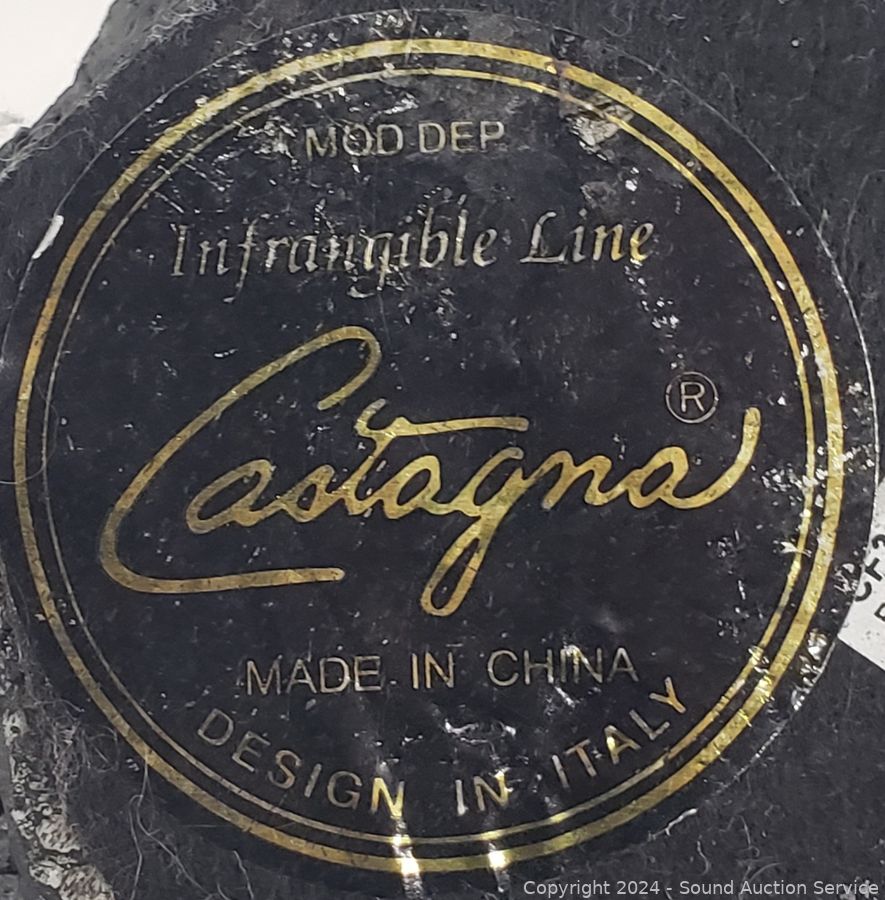 MOD DEP
Infrangible Line
Castagna ®
MADE IN CHINA
DESIGN IN ITALY
Copyright 2024 - Sound Auction Service